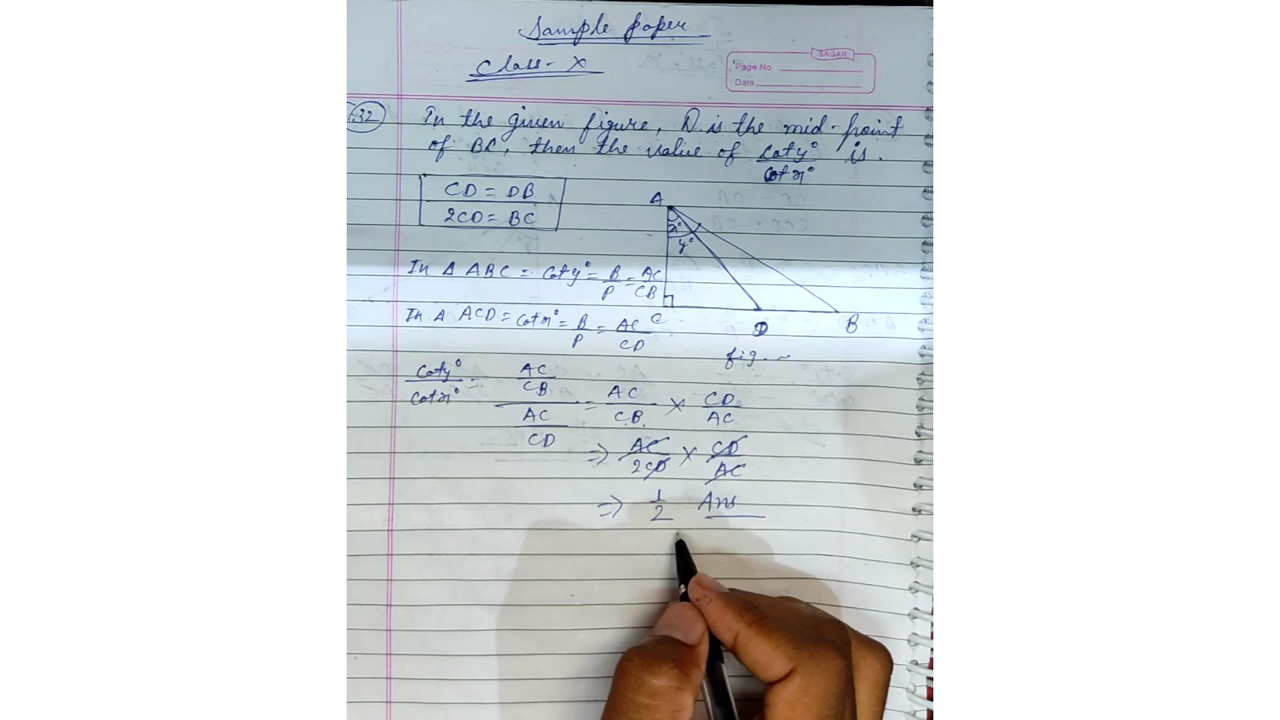 Sample paper
Class - X
SAGAR
Page No.
Date
32
In the given figure, D is the mid-point
of BC, then the value of cot y° / cot x° is.
CD = DB
2CD = BC
A
x°
y°
In Δ ABC = Cot y° = B/P = AC/CB
In Δ ACD = Cot x° = B/P = AC/CD
C
D
B
fig. ~
Cot y° / Cot x° = (AC/CB) / (AC/CD) = AC/C.B. × CD/AC
⇒ AC/2CD × CD/AC
⇒ 1/2 Ans